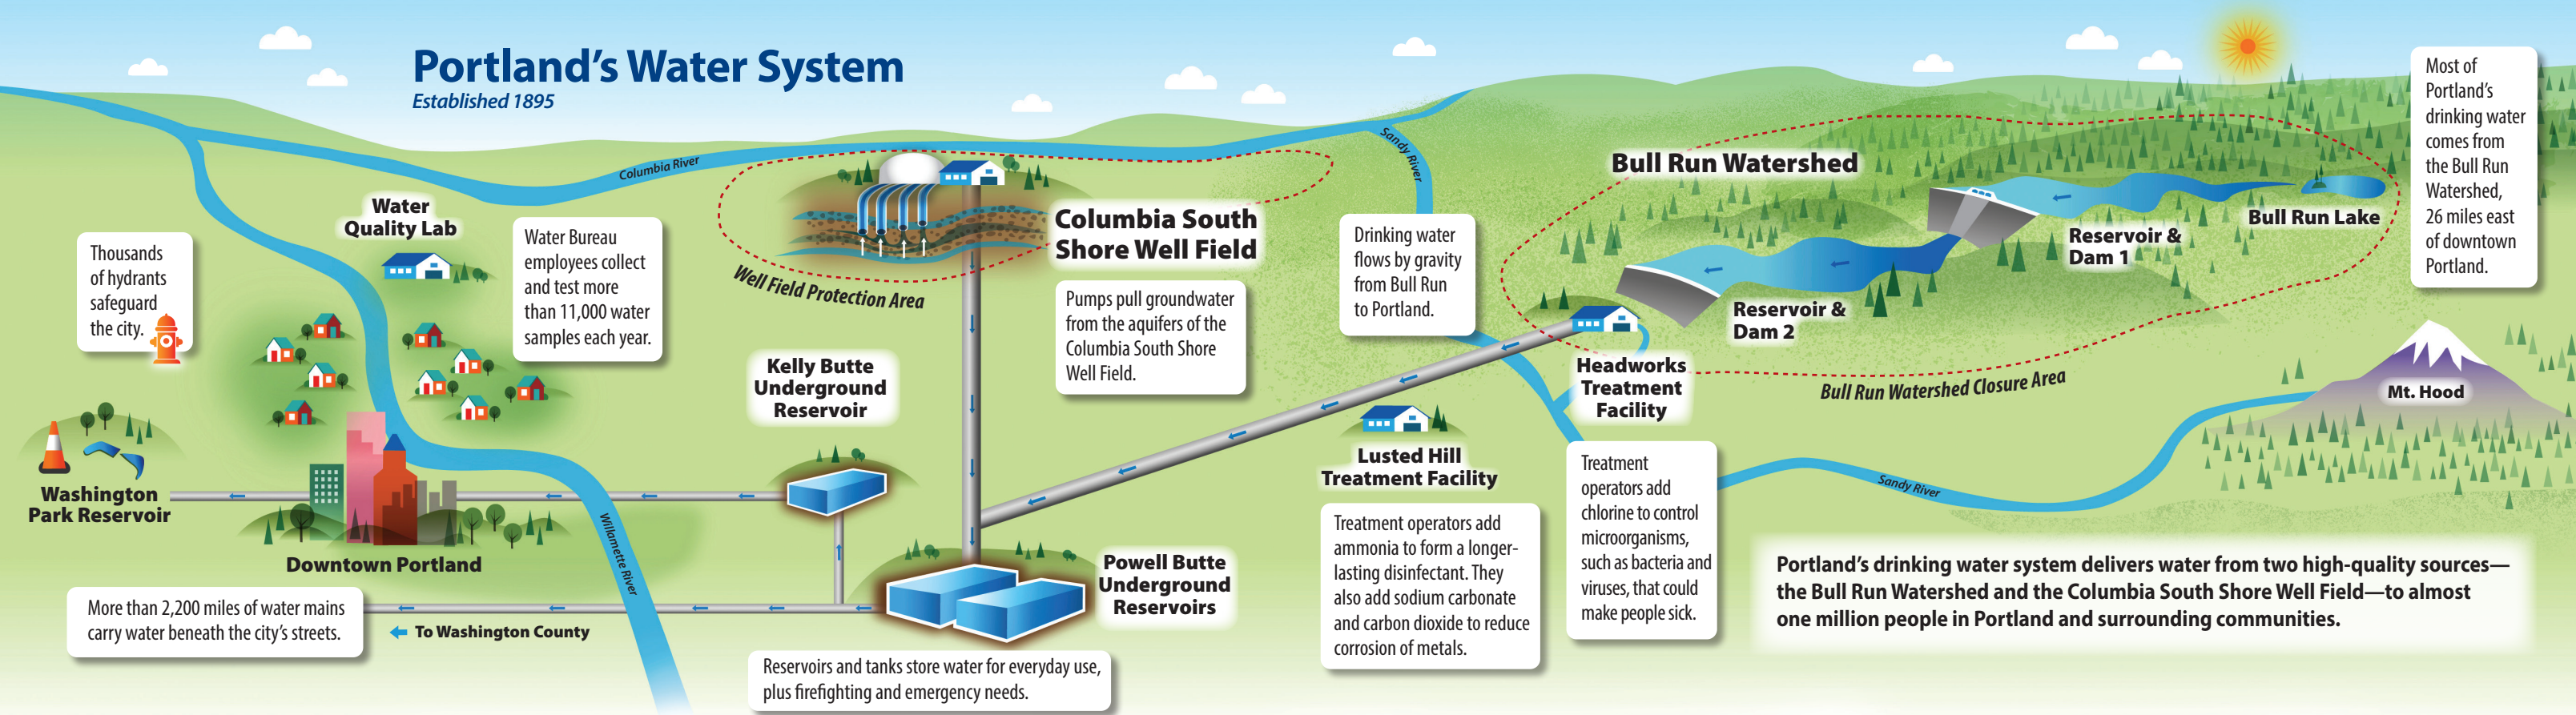 Portland's Water System
Established 1895
Thousands
of hydrants
safeguard
the city.
Water
Quality Lab
Water Bureau
employees collect
and test more
than 11,000 water
samples each year.
Columbia River
Columbia South
Shore Well Field
Well Field Protection Area
Pumps pull groundwater
from the aquifers of the
Columbia South Shore
Well Field.
Sandy River
Drinking water
flows by gravity
from Bull Run
to Portland.
Bull Run Watershed
Bull Run Lake
Reservoir &
Dam 1
Reservoir &
Dam 2
Most of
Portland's
drinking water
comes from
the Bull Run
Watershed,
26 miles east
of downtown
Portland.
Headworks
Treatment
Facility
Bull Run Watershed Closure Area
Mt. Hood
Kelly Butte
Underground
Reservoir
Lusted Hill
Treatment Facility
Treatment operators add
ammonia to form a longer-
lasting disinfectant. They
also add sodium carbonate
and carbon dioxide to reduce
corrosion of metals.
Treatment
operators add
chlorine to control
microorganisms,
such as bacteria and
viruses, that could
make people sick.
Sandy River
Washington
Park Reservoir
Downtown Portland
Willamette River
Powell Butte
Underground
Reservoirs
More than 2,200 miles of water mains
carry water beneath the city's streets.
To Washington County
Reservoirs and tanks store water for everyday use,
plus firefighting and emergency needs.
Portland's drinking water system delivers water from two high-quality sources—
the Bull Run Watershed and the Columbia South Shore Well Field—to almost
one million people in Portland and surrounding communities.